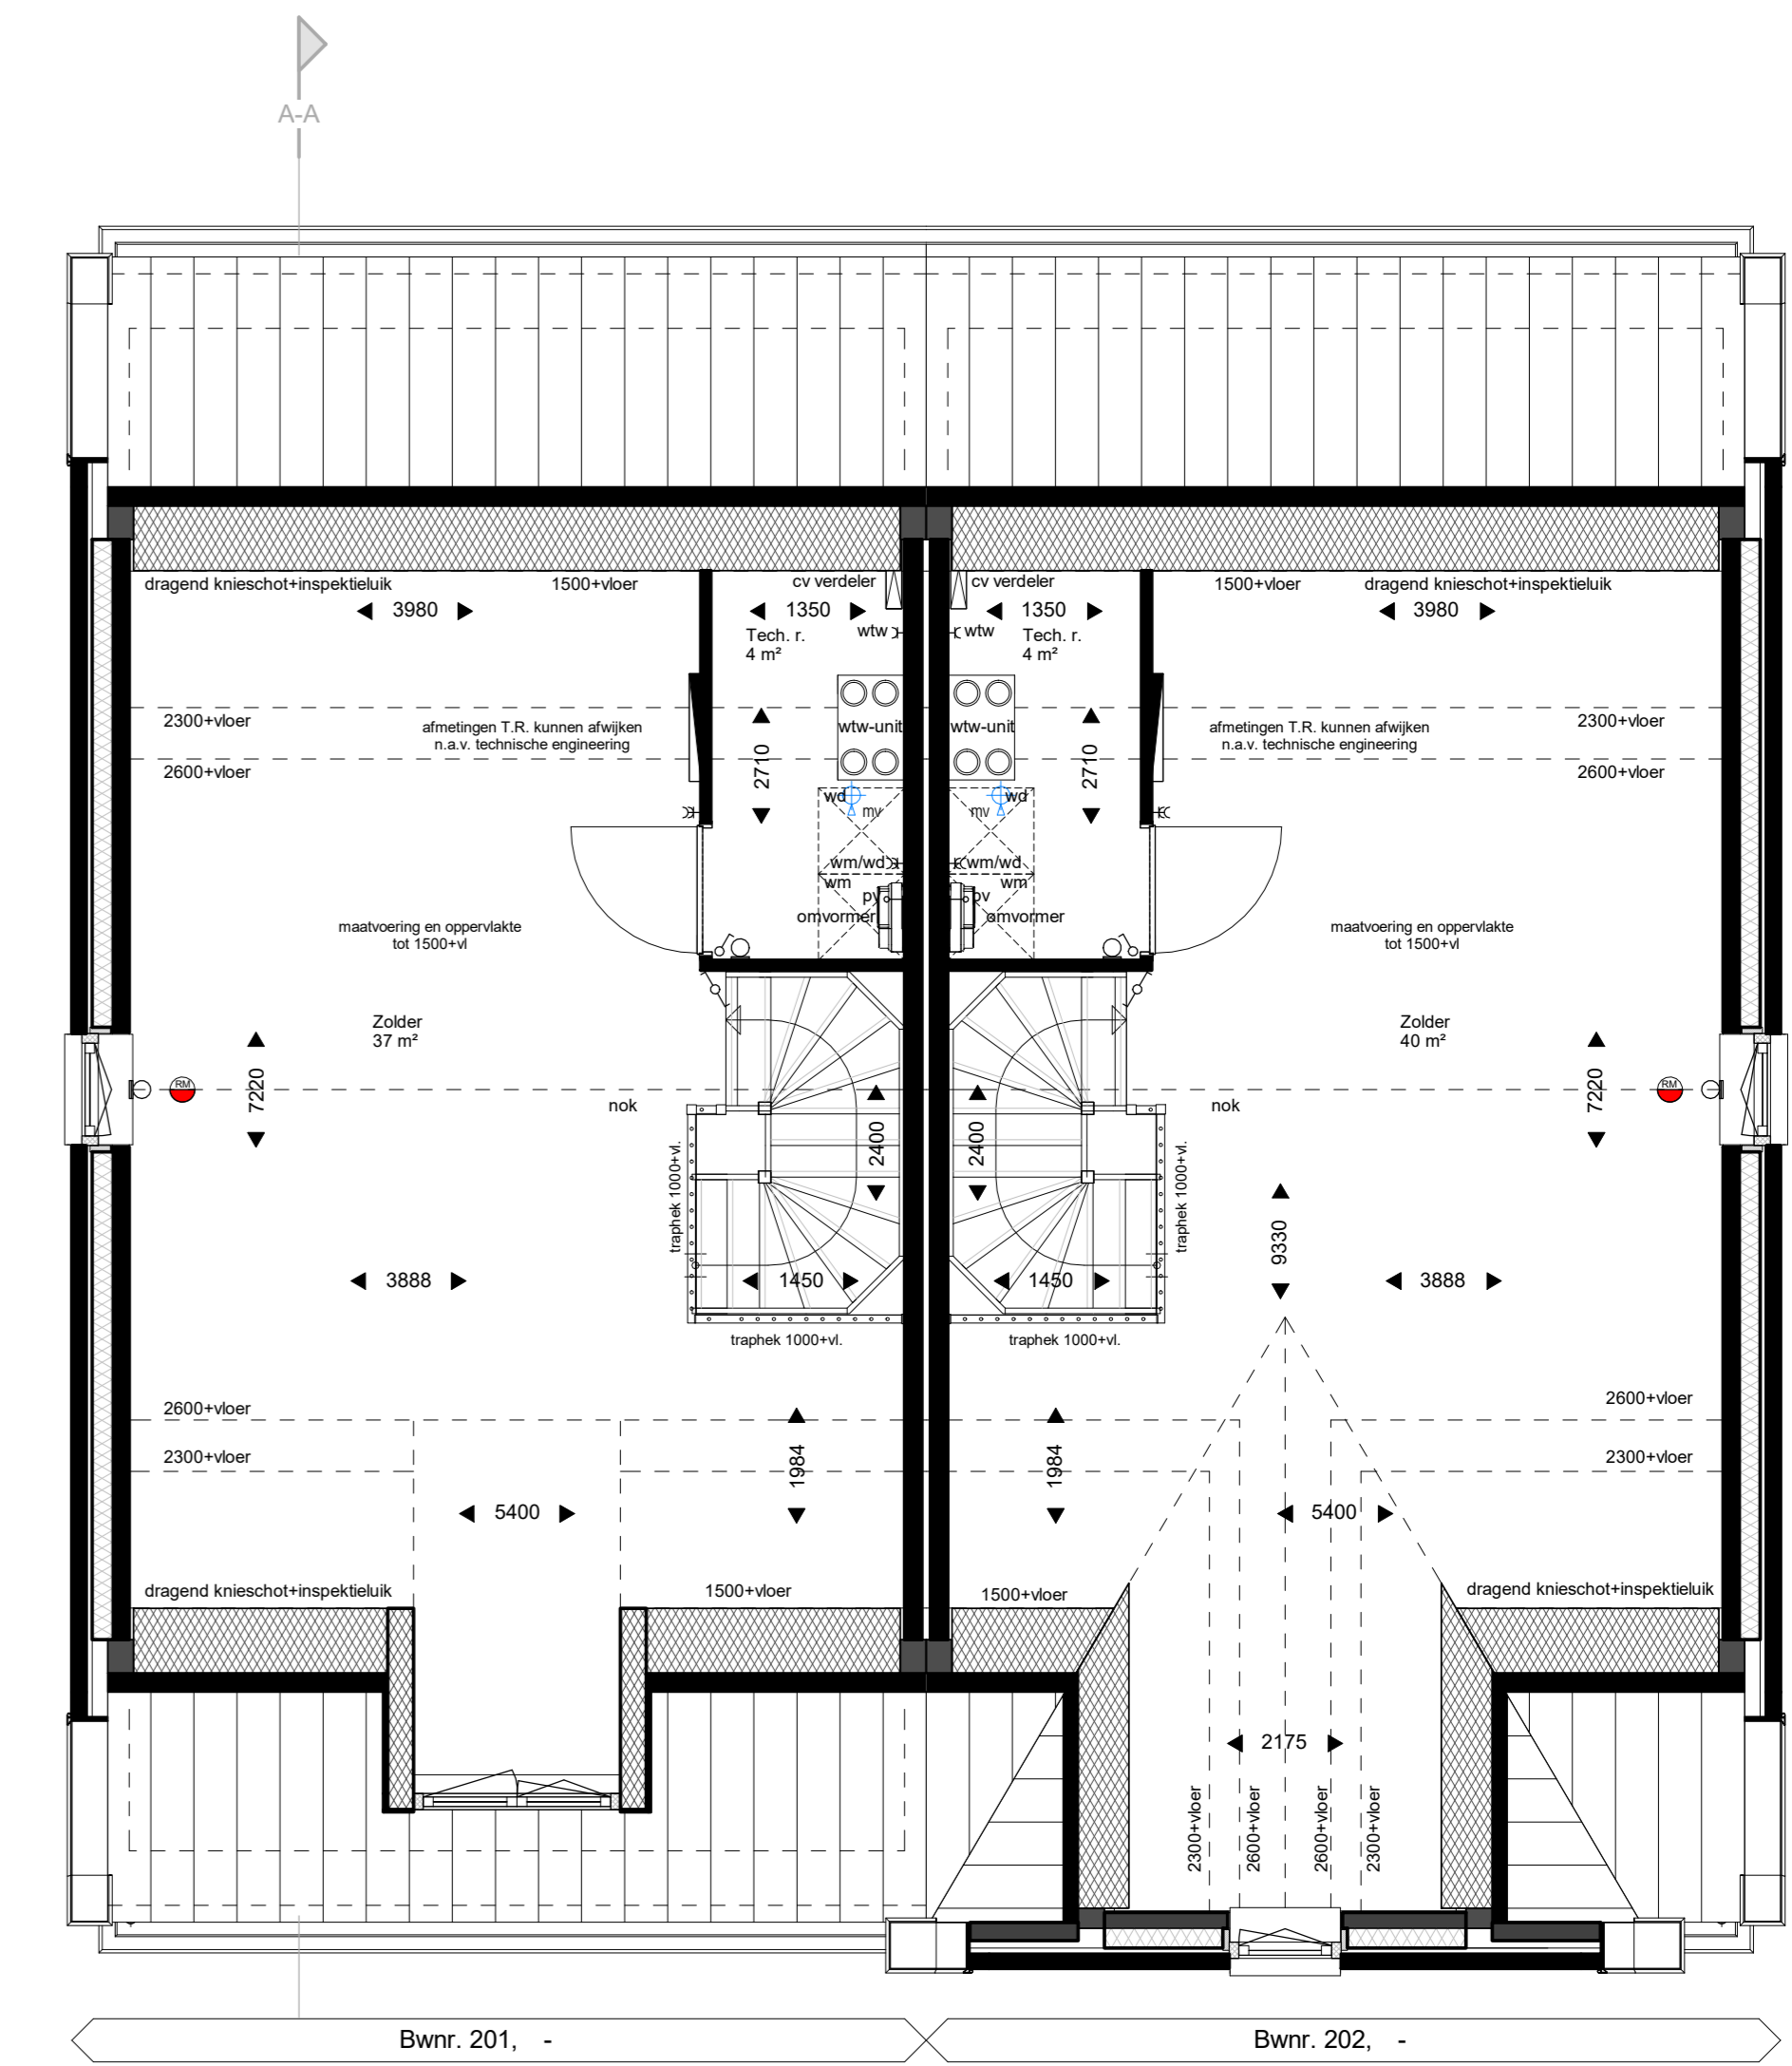 A-A
dragend knieschot+inspektieluik
1500+vloer
cv verdeler
cv verdeler
1500+vloer
dragend knieschot+inspektieluik
3980
1350
1350
3980
wtw
wtw
Tech. r.
4 m²
Tech. r.
4 m²
2300+vloer
afmetingen T.R. kunnen afwijken
n.a.v. technische engineering
wtw-unit
wtw-unit
afmetingen T.R. kunnen afwijken
n.a.v. technische engineering
2300+vloer
2600+vloer
2710
2710
2600+vloer
wd
mv
mv
wd
wm/wd
wm/wd
wm
wm
pv
omvormer
pv
omvormer
maatvoering en oppervlakte
tot 1500+vl
maatvoering en oppervlakte
tot 1500+vl
Zolder
37 m²
Zolder
40 m²
RM
7220
nok
2400
2400
nok
7220
RM
traphek 1000+vl.
traphek 1000+vl.
9330
3888
1450
1450
3888
traphek 1000+vl.
traphek 1000+vl.
2600+vloer
2600+vloer
2300+vloer
1984
1984
2300+vloer
5400
5400
dragend knieschot+inspektieluik
1500+vloer
1500+vloer
dragend knieschot+inspektieluik
2175
2300+vloer
2600+vloer
2600+vloer
2300+vloer
Bwnr. 201, -
Bwnr. 202, -